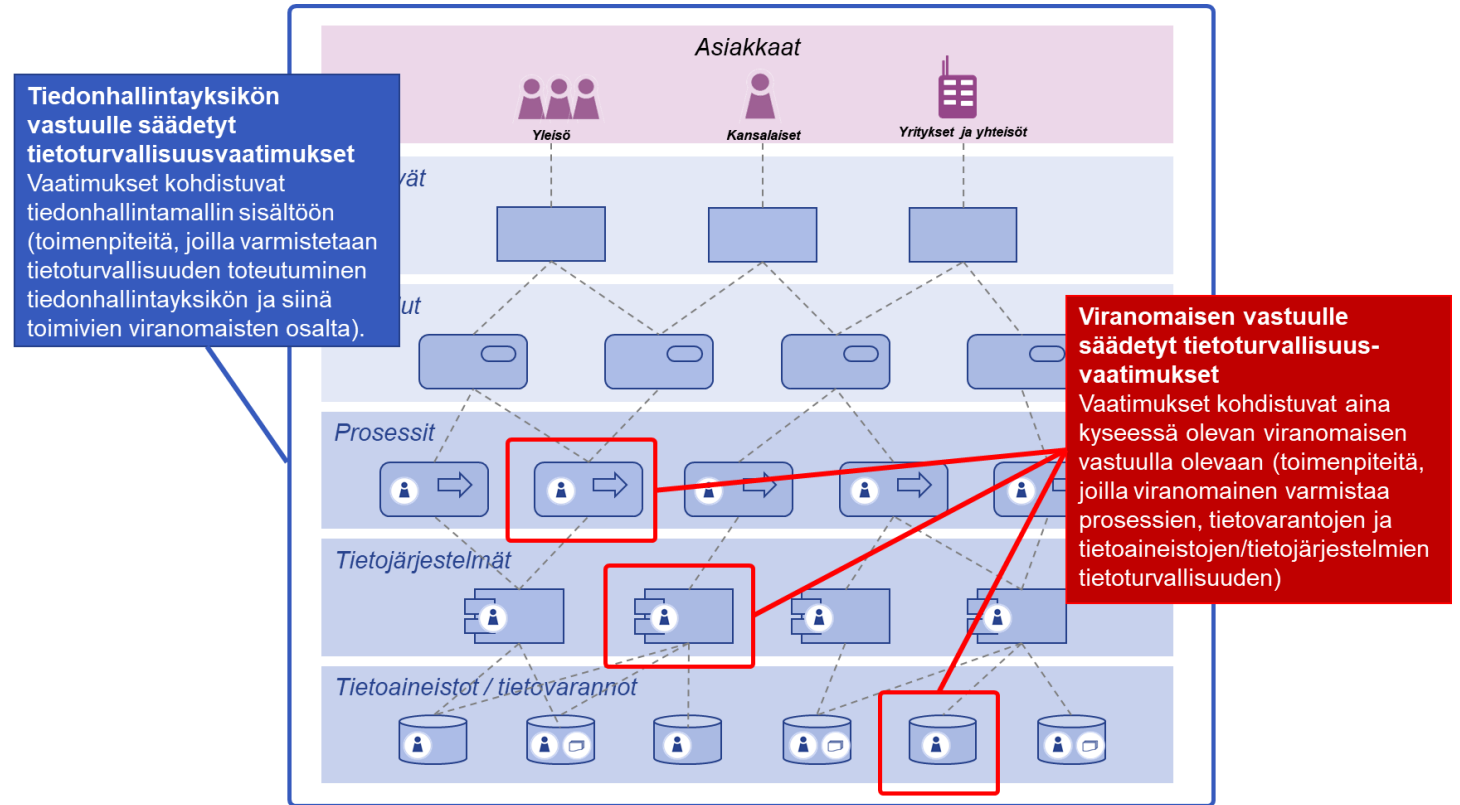 Asiakkaat
Yleisö
Kansalaiset
Yritykset ja yhteisöt
Tiedonhallintayksikön
vastuulle säädetyt
tietoturvallisuusvaatimukset
Vaatimukset kohdistuvat
tiedonhallintamallin sisältöön
(toimenpiteitä, joilla varmistetaan
tietoturvallisuuden toteutuminen
tiedonhallintayksikön ja siinä
toimivien viranomaisten osalta).
Viranomaisen vastuulle
säädetyt tietoturvallisuus-
vaatimukset
Vaatimukset kohdistuvat aina
kyseessä olevan viranomaisen
vastuulla olevaan (toimenpiteitä,
joilla viranomainen varmistaa
prosessien, tietovarantojen ja
tietoaineistojen/tietojärjestelmien
tietoturvallisuuden)
Prosessit
Tietojärjestelmät
Tietoaineistot / tietovarannot